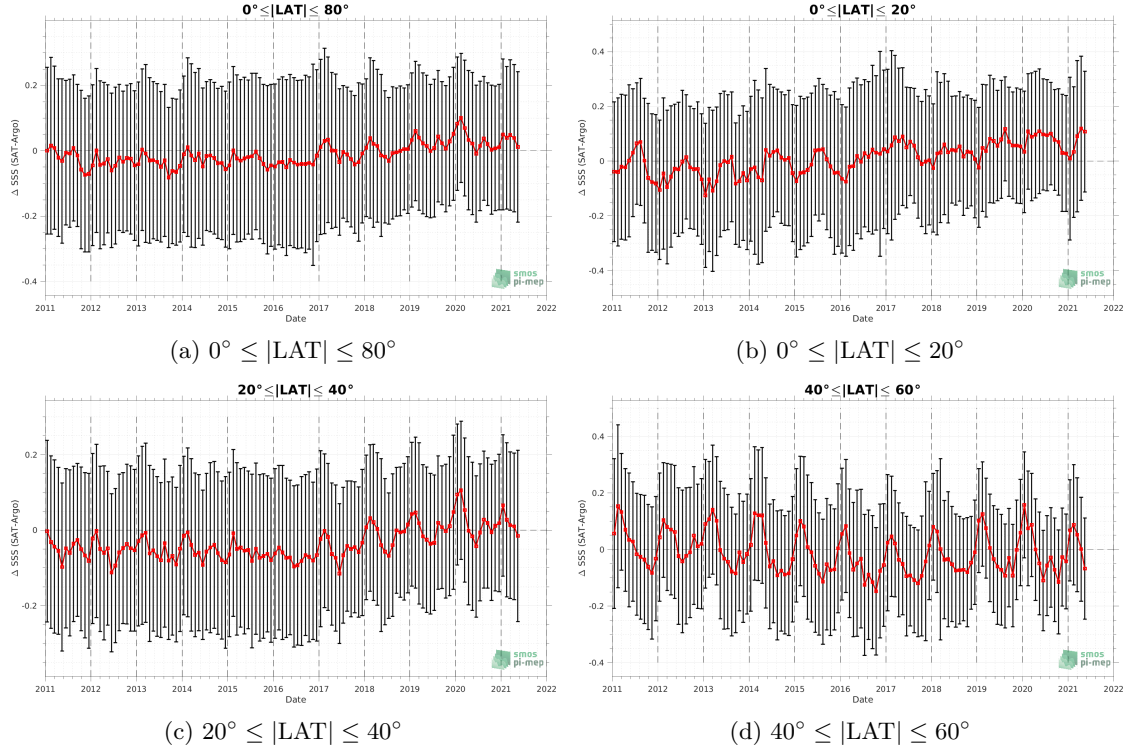 0°≤|LAT|≤ 80°
Δ SSS (SAT-Argo)
0.2
0
-0.2
-0.4
2011 2012 2013 2014 2015 2016 2017 2018 2019 2020 2021 2022
Date
smos
pi-mep
(a) 0° ≤ |LAT| ≤ 80°
0°≤|LAT|≤ 20°
Δ SSS (SAT-Argo)
0.4
0.2
0
-0.2
-0.4
2011 2012 2013 2014 2015 2016 2017 2018 2019 2020 2021 2022
Date
smos
pi-mep
(b) 0° ≤ |LAT| ≤ 20°
20°≤|LAT|≤ 40°
Δ SSS (SAT-Argo)
0.2
0
-0.2
2011 2012 2013 2014 2015 2016 2017 2018 2019 2020 2021 2022
Date
smos
pi-mep
(c) 20° ≤ |LAT| ≤ 40°
40°≤|LAT|≤ 60°
Δ SSS (SAT-Argo)
0.4
0.2
0
-0.2
-0.4
2011 2012 2013 2014 2015 2016 2017 2018 2019 2020 2021 2022
Date
smos
pi-mep
(d) 40° ≤ |LAT| ≤ 60°